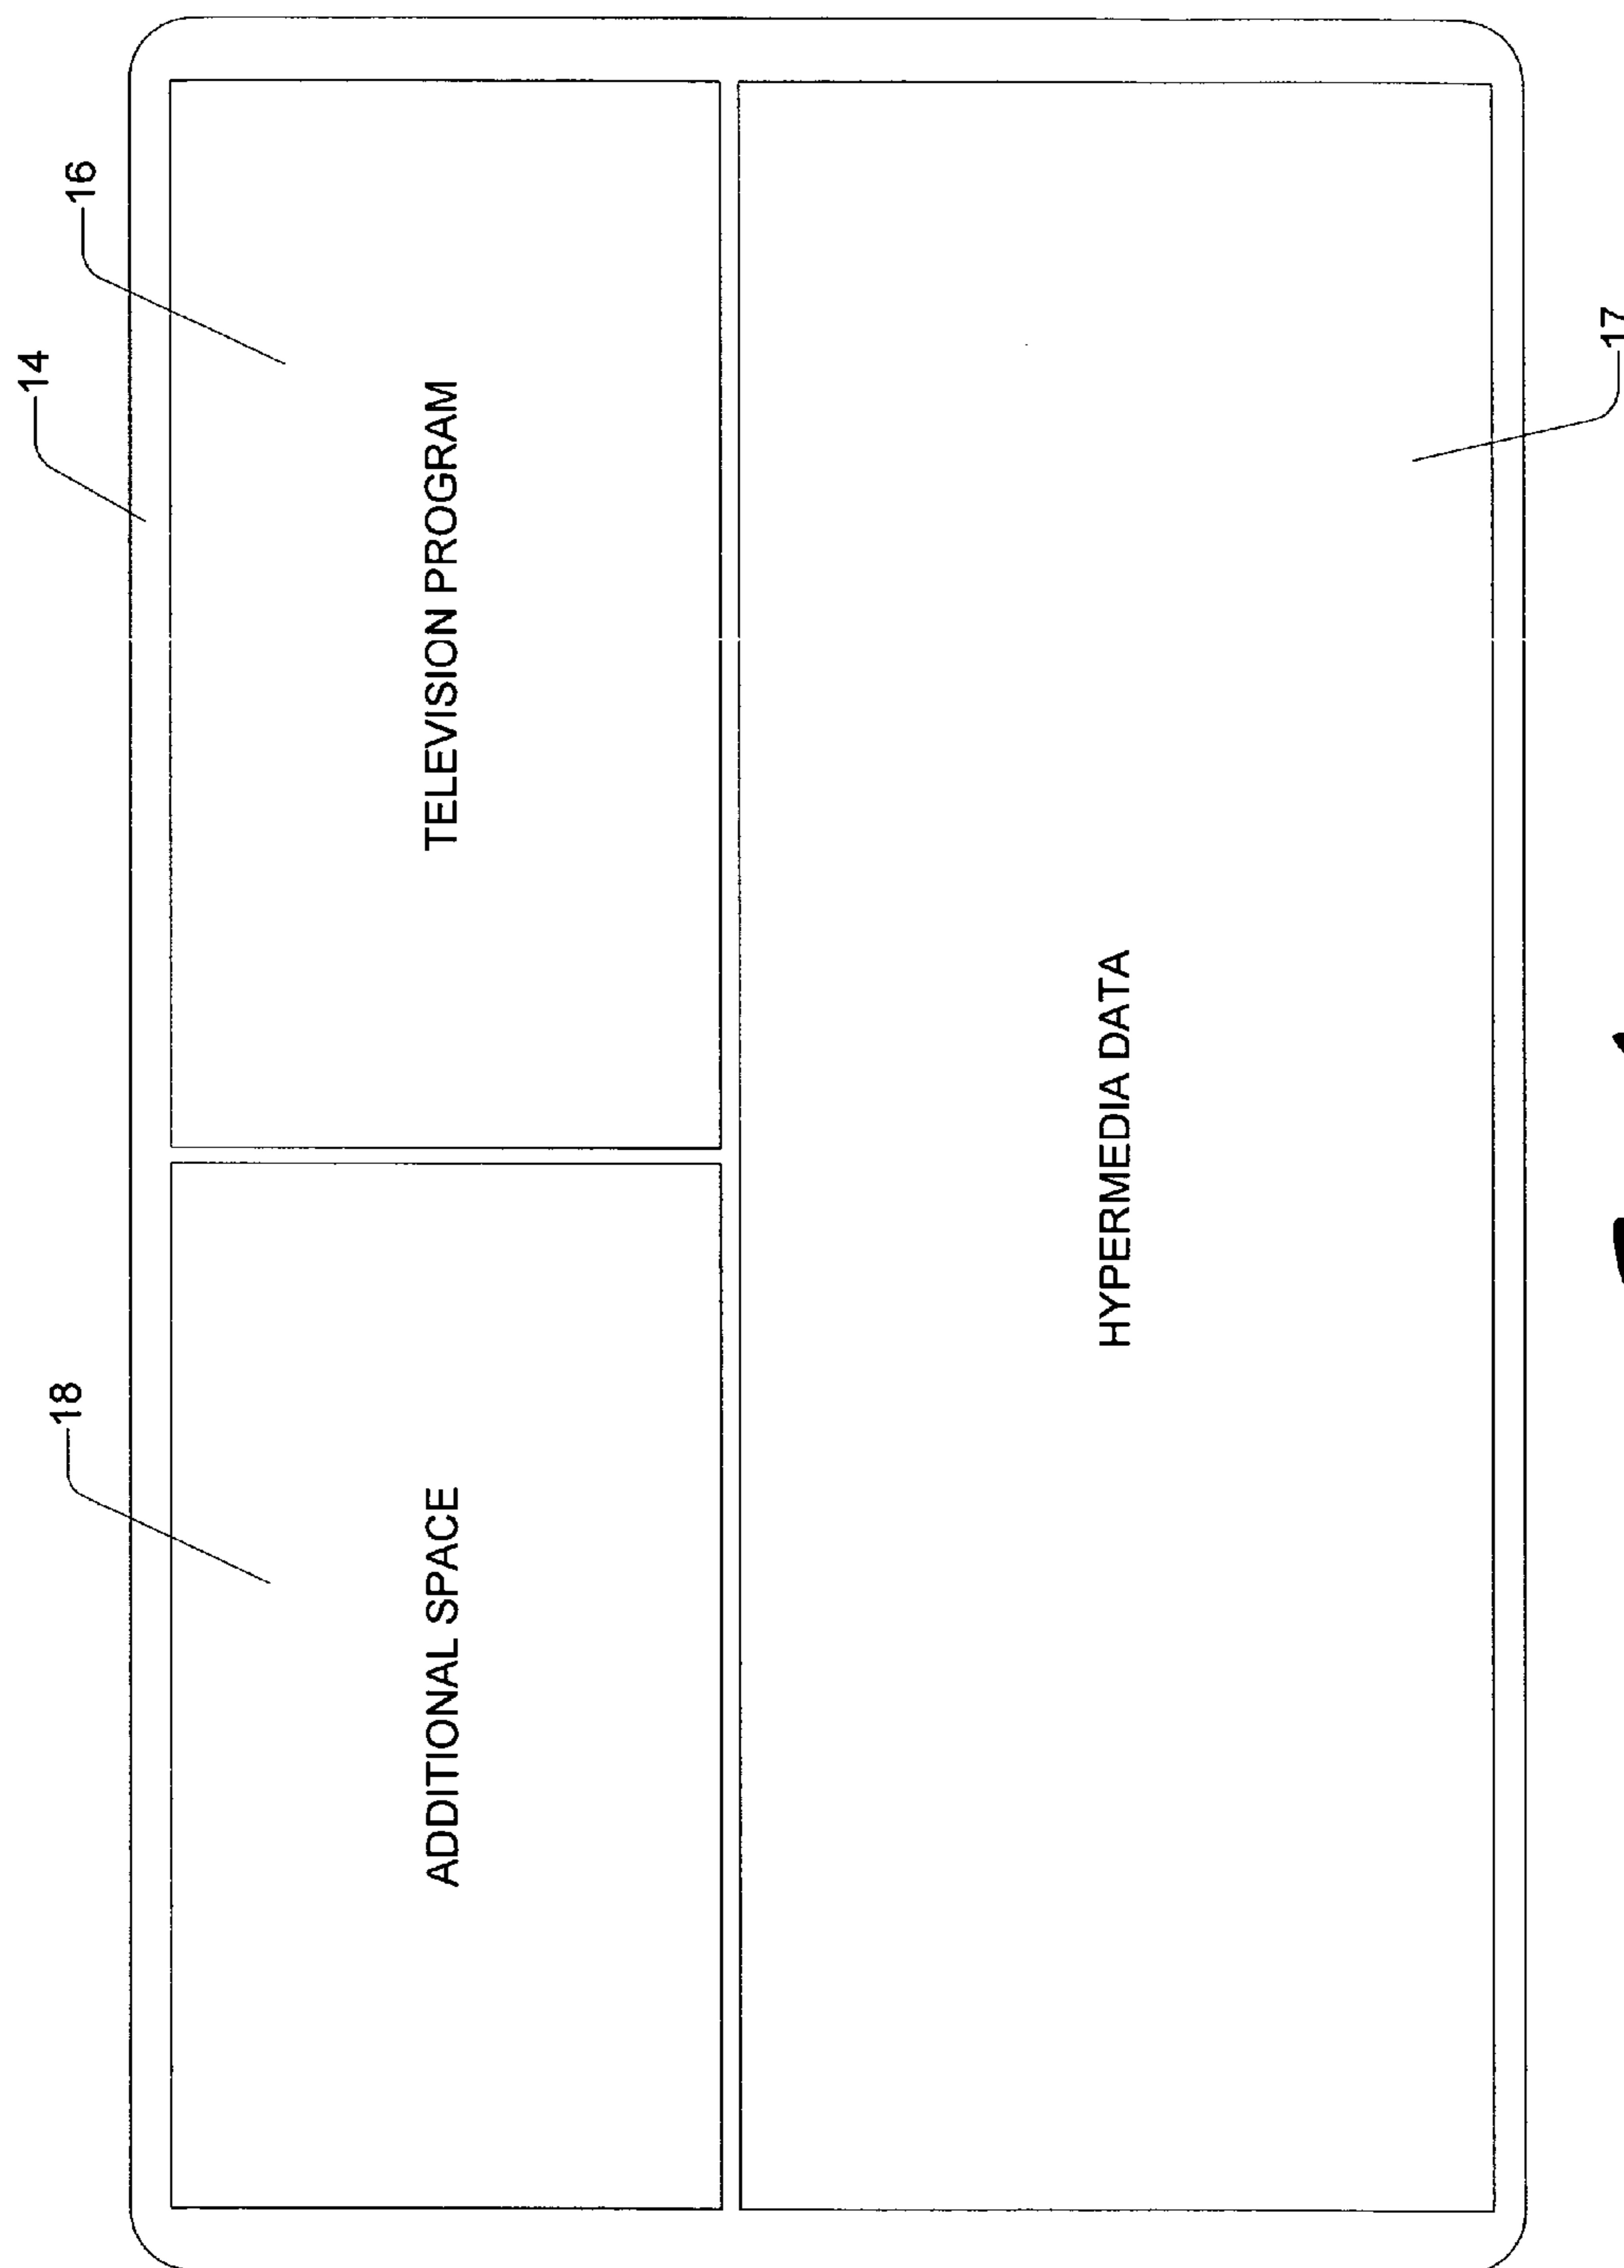 14
18
16
ADDITIONAL SPACE
TELEVISION PROGRAM
HYPERMEDIA DATA
17